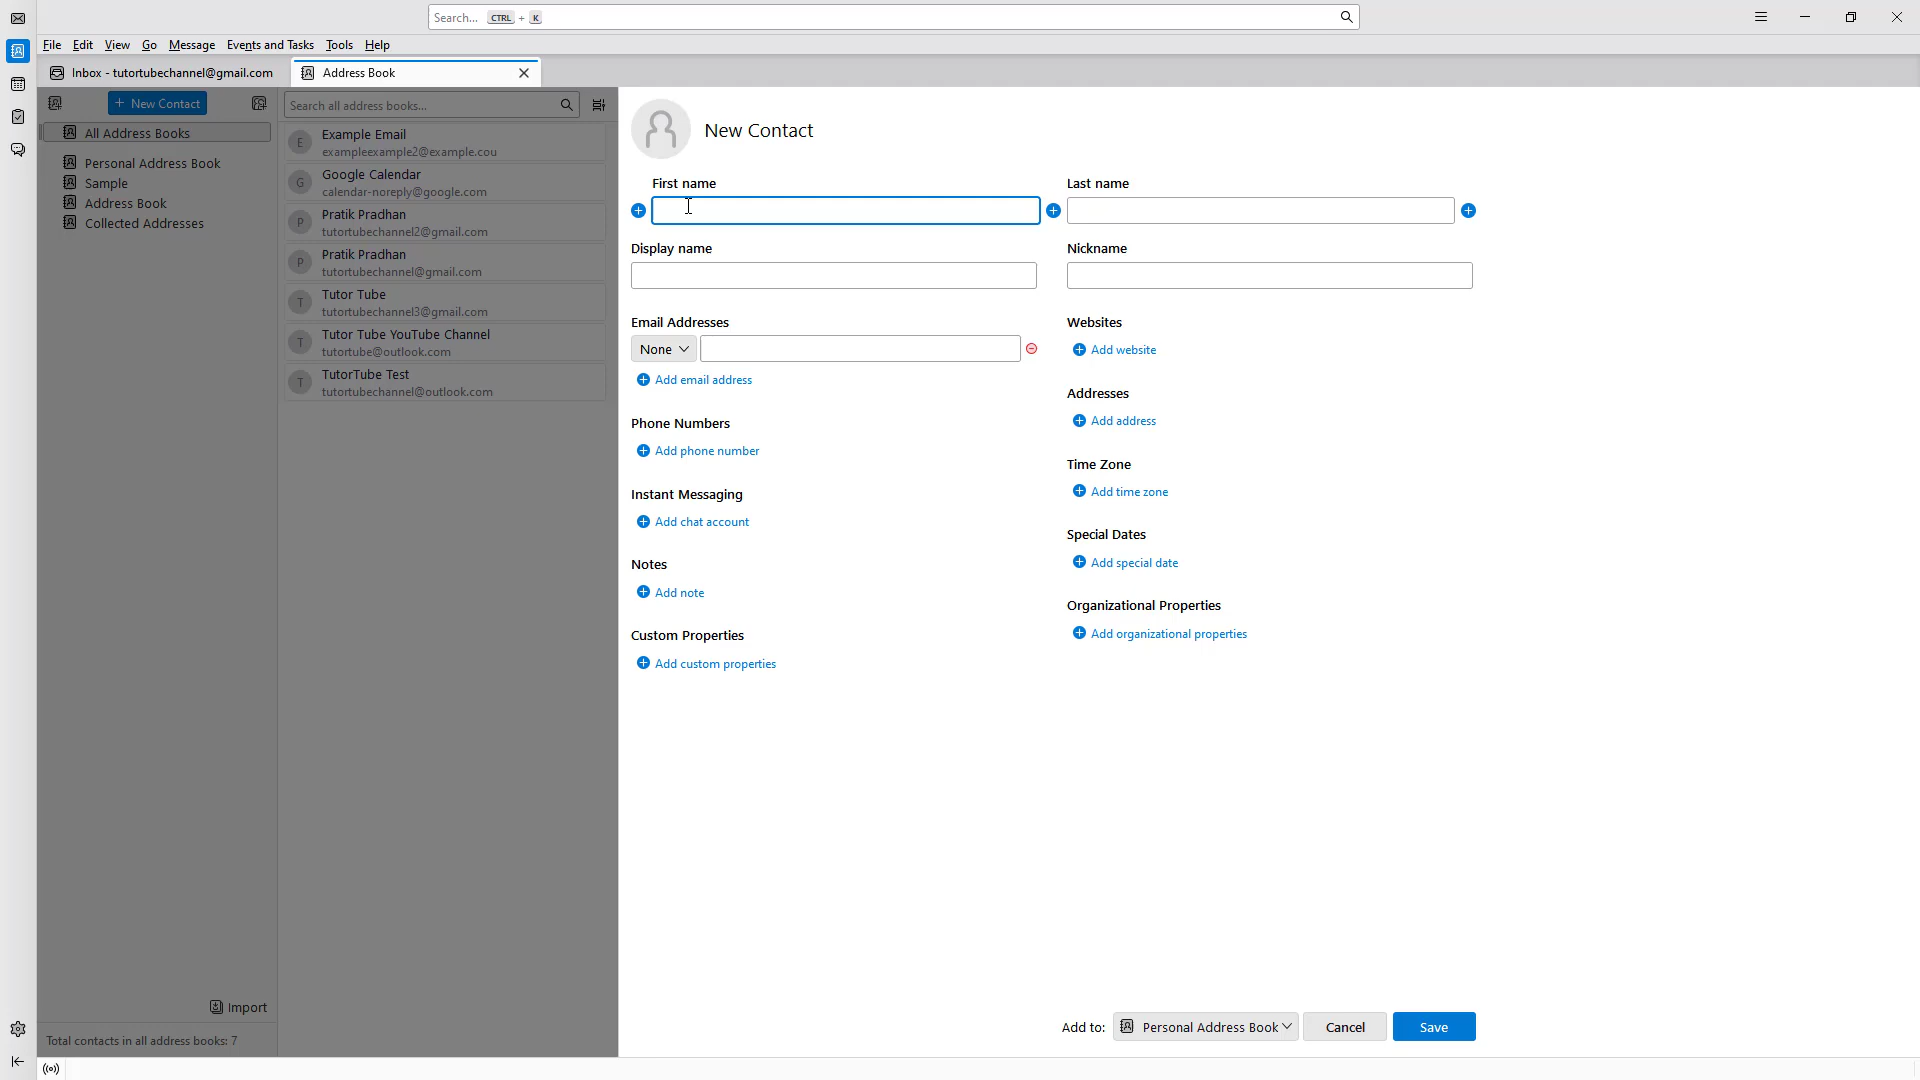 Search... CTRL + K
File Edit View Go Message Events and Tasks Tools Help
Inbox - tutortubechannel@gmail.com
Address Book
+ New Contact
All Address Books
Personal Address Book
Sample
Address Book
Collected Addresses
Import
Total contacts in all address books: 7
Search all address books...
E
Example Email
exampleexample2@example.cou
G
Google Calendar
calendar-noreply@google.com
P
Pratik Pradhan
tutortubechannel2@gmail.com
P
Pratik Pradhan
tutortubechannel@gmail.com
T
Tutor Tube
tutortubechannel3@gmail.com
T
Tutor Tube YouTube Channel
tutortube@outlook.com
T
TutorTube Test
tutortubechannel@outlook.com
New Contact
First name
Last name
Display name
Nickname
Email Addresses
None
Add email address
Phone Numbers
Add phone number
Instant Messaging
Add chat account
Notes
Add note
Custom Properties
Add custom properties
Websites
Add website
Addresses
Add address
Time Zone
Add time zone
Special Dates
Add special date
Organizational Properties
Add organizational properties
Add to: Personal Address Book Cancel Save